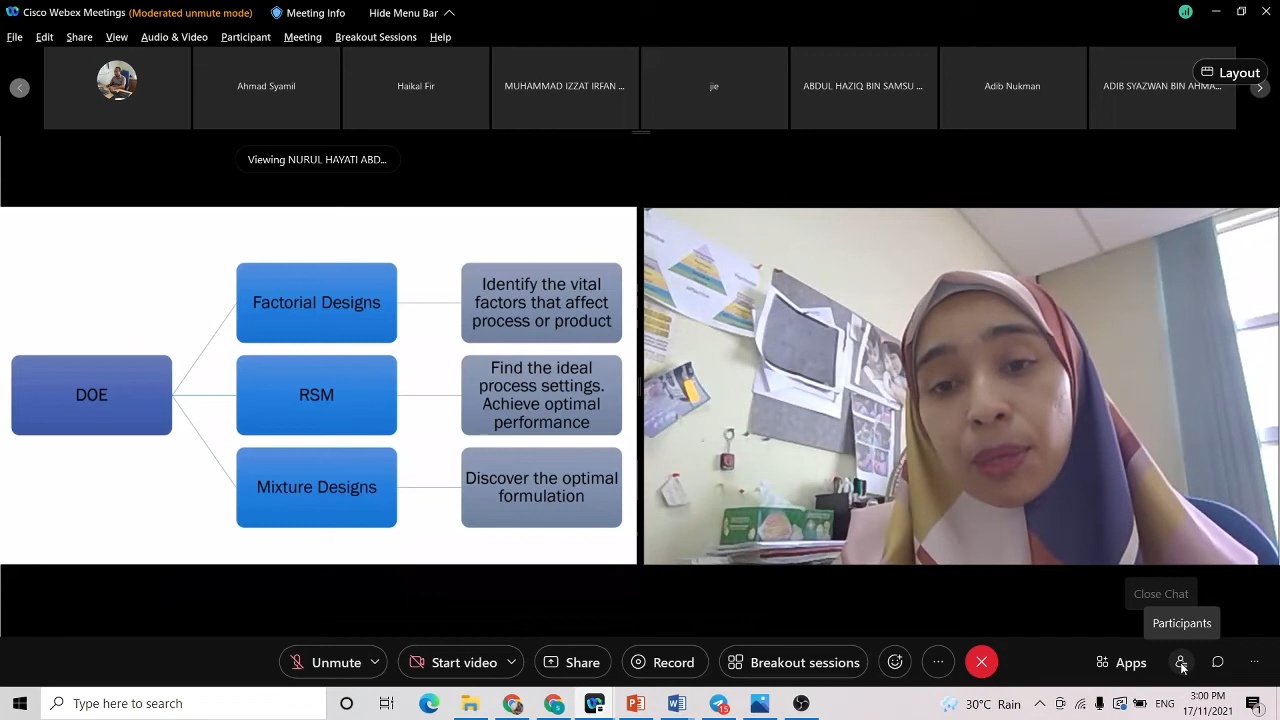 Cisco Webex Meetings (Moderated unmute mode) Meeting Info Hide Menu Bar
File Edit Share View Audio & Video Participant Meeting Breakout Sessions Help
Ahmad Syamil Haikal Fir MUHAMMAD IZZAT IRFAN ... jie ABDUL HAZIQ BIN SAMSU ... Adib Nukman ADIB SYAZWAN BIN AHMA...
Layout
Viewing NURUL HAYATI ABD...
DOE
Factorial Designs
Identify the vital
factors that affect
process or product
RSM
Find the ideal
process settings.
Achieve optimal
performance
Mixture Designs
Discover the optimal
formulation
Close Chat
Participants
Unmute Start video Share Record Breakout sessions Apps
Type here to search
15
30°C Rain
3:00 PM
17/11/2021